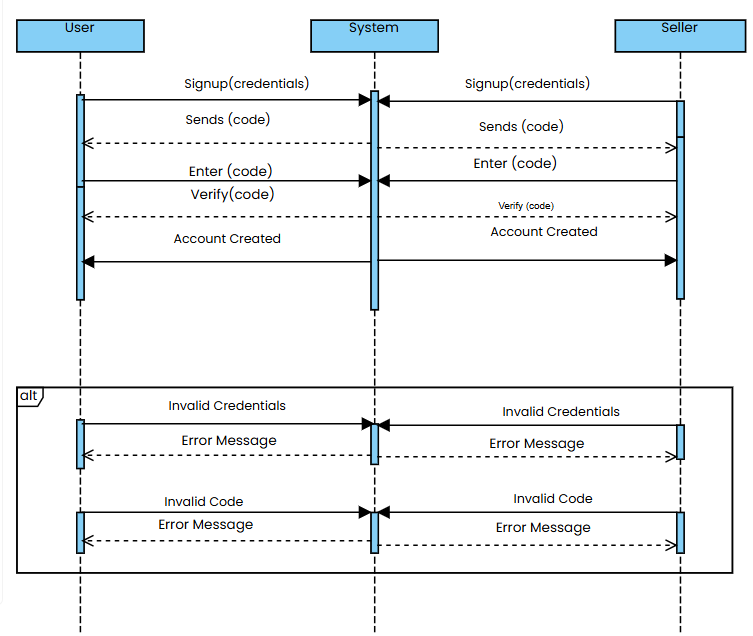 User
System
Seller
Signup(credentials)
Signup(credentials)
Sends (code)
Sends (code)
Enter (code)
Enter (code)
Verify(code)
Verify (code)
Account Created
Account Created
alt
Invalid Credentials
Invalid Credentials
Error Message
Error Message
Invalid Code
Invalid Code
Error Message
Error Message